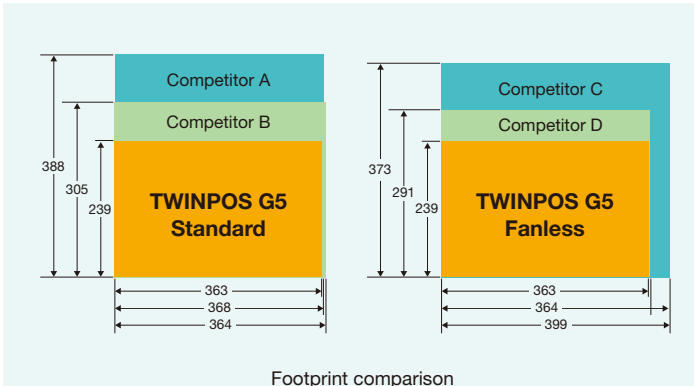 Competitor A
Competitor B
388
305
239
TWINPOS G5
Standard
363
368
364
Competitor C
Competitor D
373
291
239
TWINPOS G5
Fanless
363
364
399
Footprint comparison